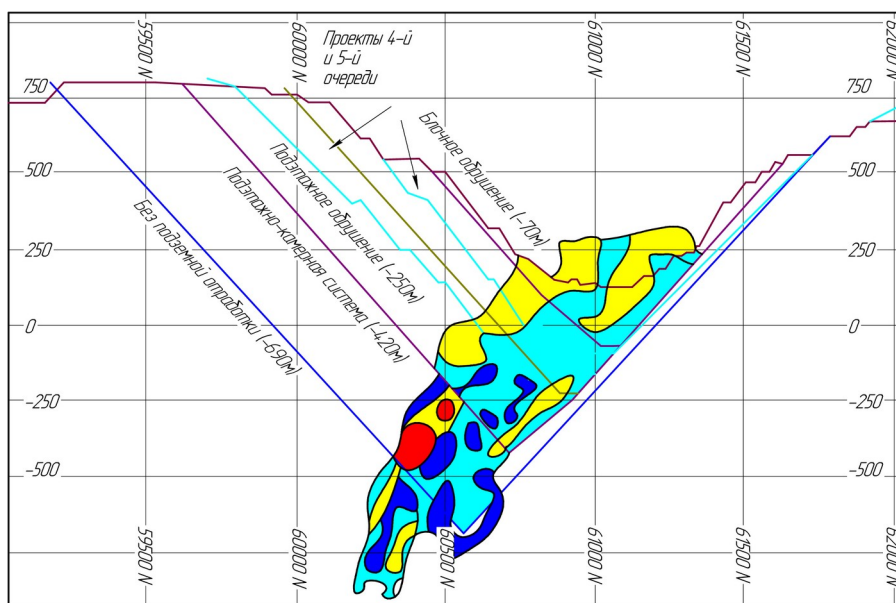 59500 N
60000 N
61000 N
61500 N
62000 N
Проекты 4-й
и 5-й
очереди
750
750
Блочное обрушение (-70м)
500
500
Подэтажное обрушение (-250м)
Подэтажно-камерная система (-420м)
Без подземной отработки (-690м)
250
250
0
0
-250
-250
-500
-500
59500 N
60000 N
60500 N
61000 N
61500 N
62000 N